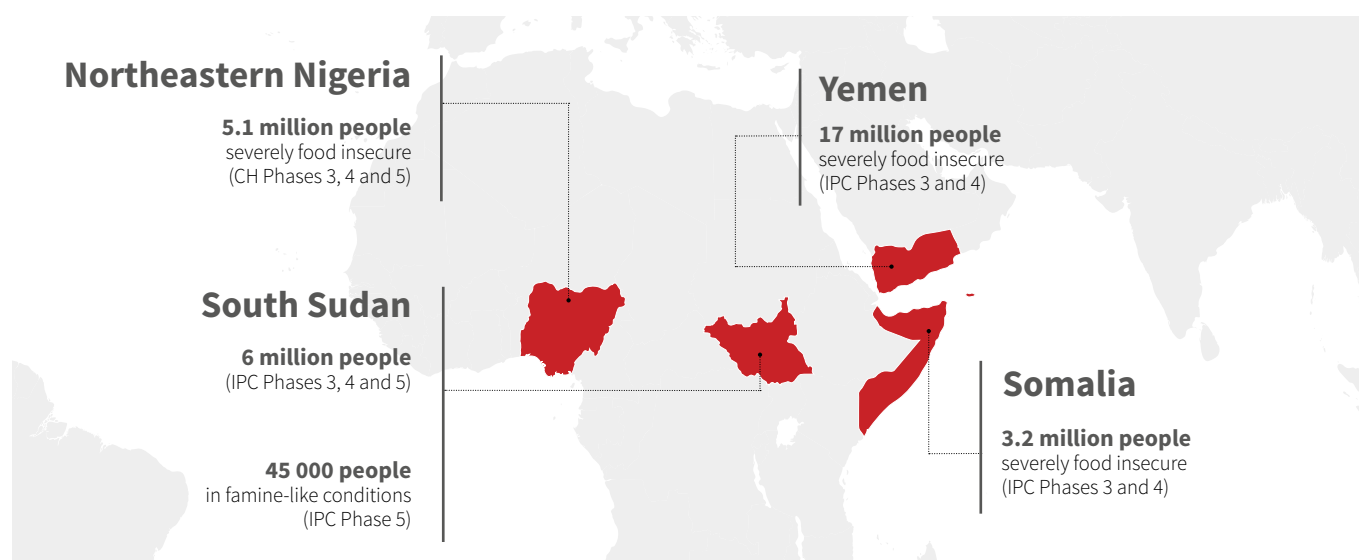 Northeastern Nigeria
5.1 million people
severely food insecure
(CH Phases 3, 4 and 5)
Yemen
17 million people
severely food insecure
(IPC Phases 3 and 4)
South Sudan
6 million people
(IPC Phases 3, 4 and 5)
45 000 people
in famine-like conditions
(IPC Phase 5)
Somalia
3.2 million people
severely food insecure
(IPC Phases 3 and 4)